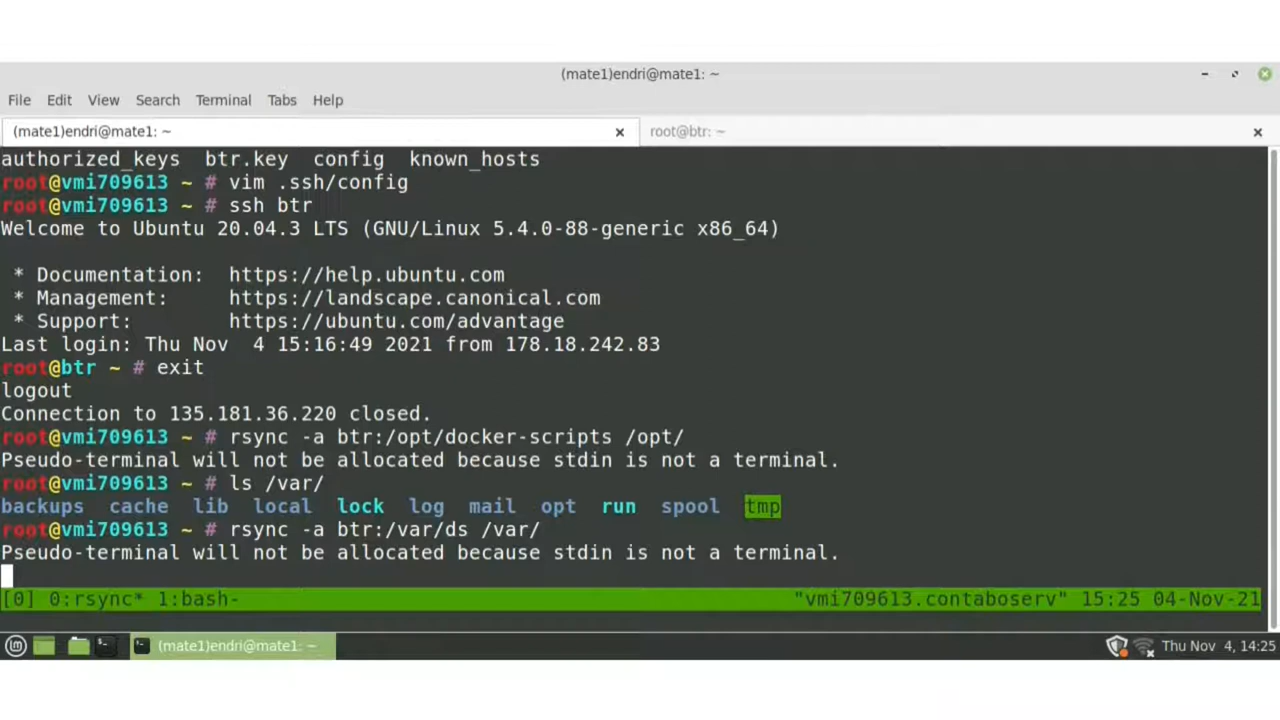 (mate1)endri@mate1: ~
File Edit View Search Terminal Tabs Help
(mate1)endri@mate1: ~ × root@btr: ~ ×
authorized_keys btr.key config known_hosts
root@vmi709613 ~ # vim .ssh/config
root@vmi709613 ~ # ssh btr
Welcome to Ubuntu 20.04.3 LTS (GNU/Linux 5.4.0-88-generic x86_64)
* Documentation: https://help.ubuntu.com
* Management: https://landscape.canonical.com
* Support: https://ubuntu.com/advantage
Last login: Thu Nov 4 15:16:49 2021 from 178.18.242.83
root@btr ~ # exit
logout
Connection to 135.181.36.220 closed.
root@vmi709613 ~ # rsync -a btr:/opt/docker-scripts /opt/
Pseudo-terminal will not be allocated because stdin is not a terminal.
root@vmi709613 ~ # ls /var/
backups cache lib local lock log mail opt run spool tmp
root@vmi709613 ~ # rsync -a btr:/var/ds /var/
Pseudo-terminal will not be allocated because stdin is not a terminal.
[0] 0:rsync* 1:bash- "vmi709613.contaboserv" 15:25 04-Nov-21
(mate1)endri@mate1: ~ Thu Nov 4, 14:25